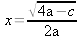 x = √(4a − c) / 2a